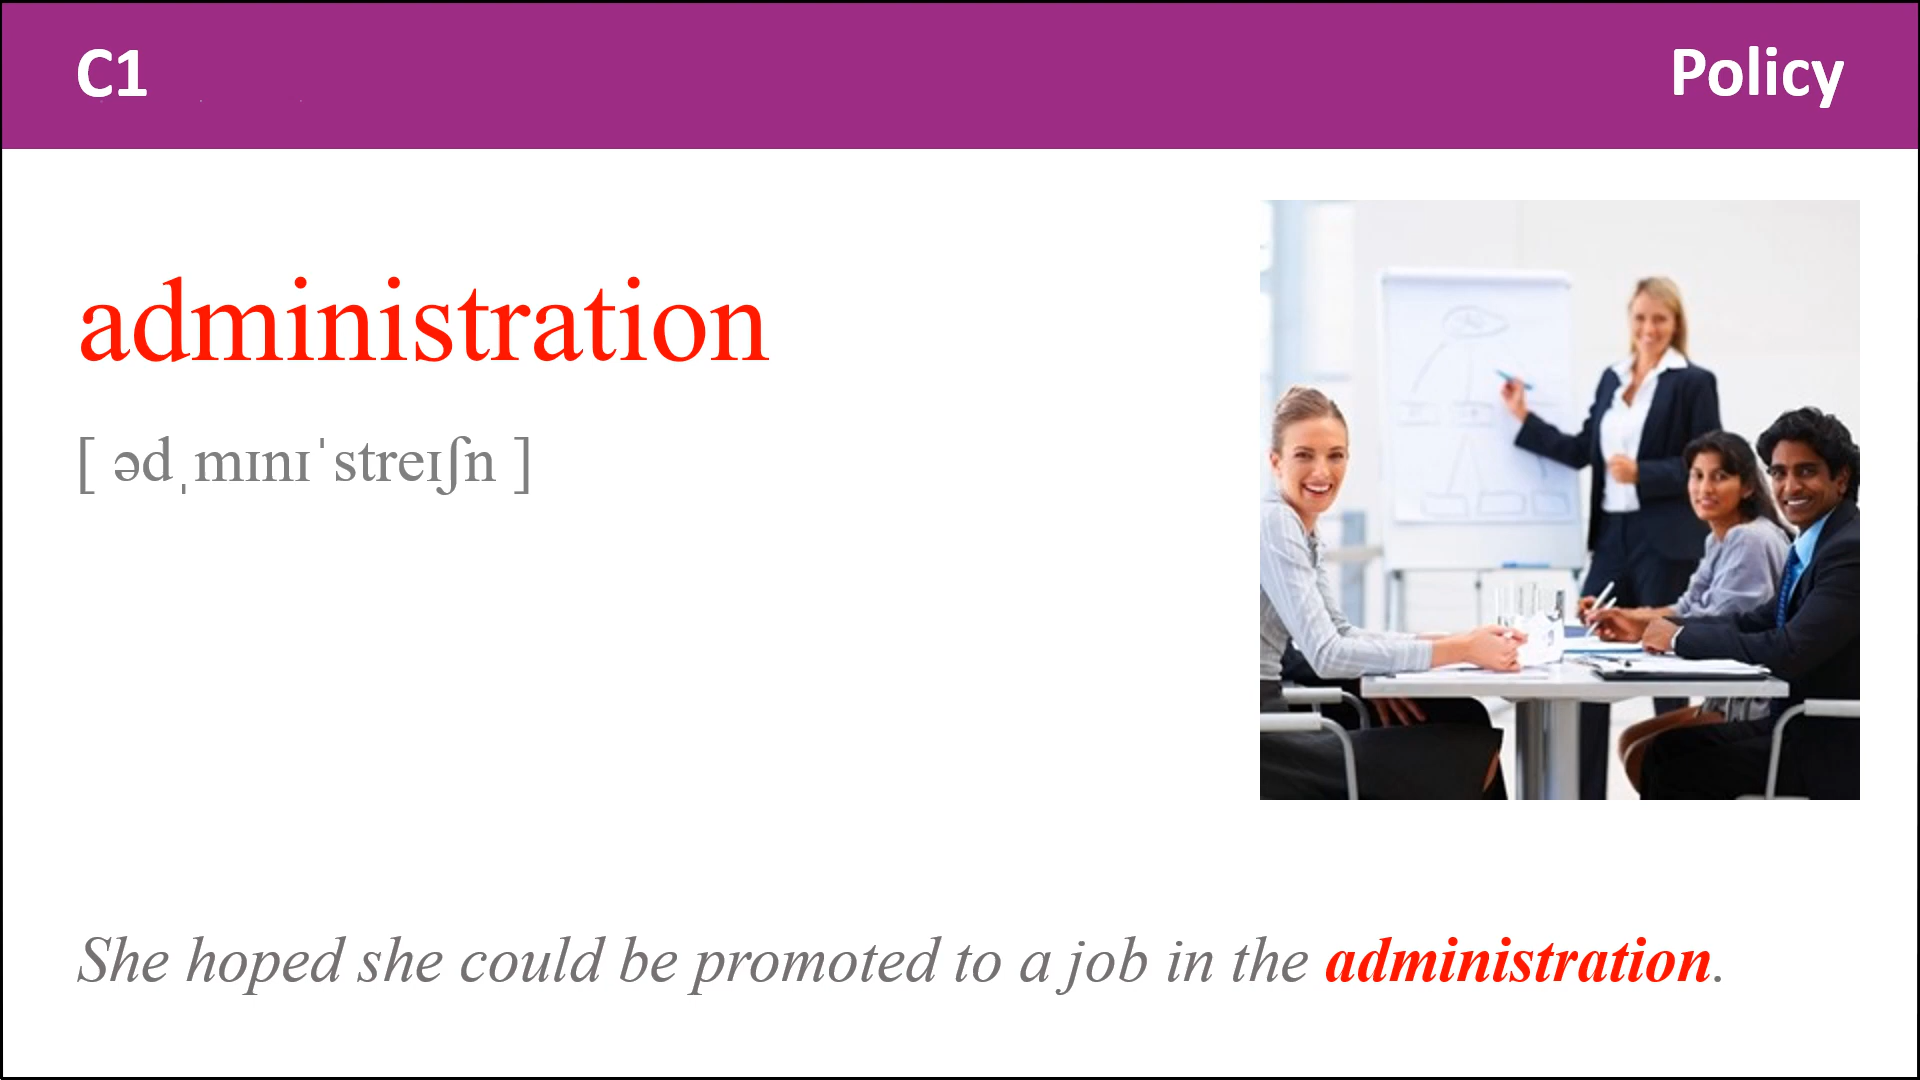 C1
Policy
administration
[ ədˌmɪnɪˈstreɪʃn ]
She hoped she could be promoted to a job in the administration.